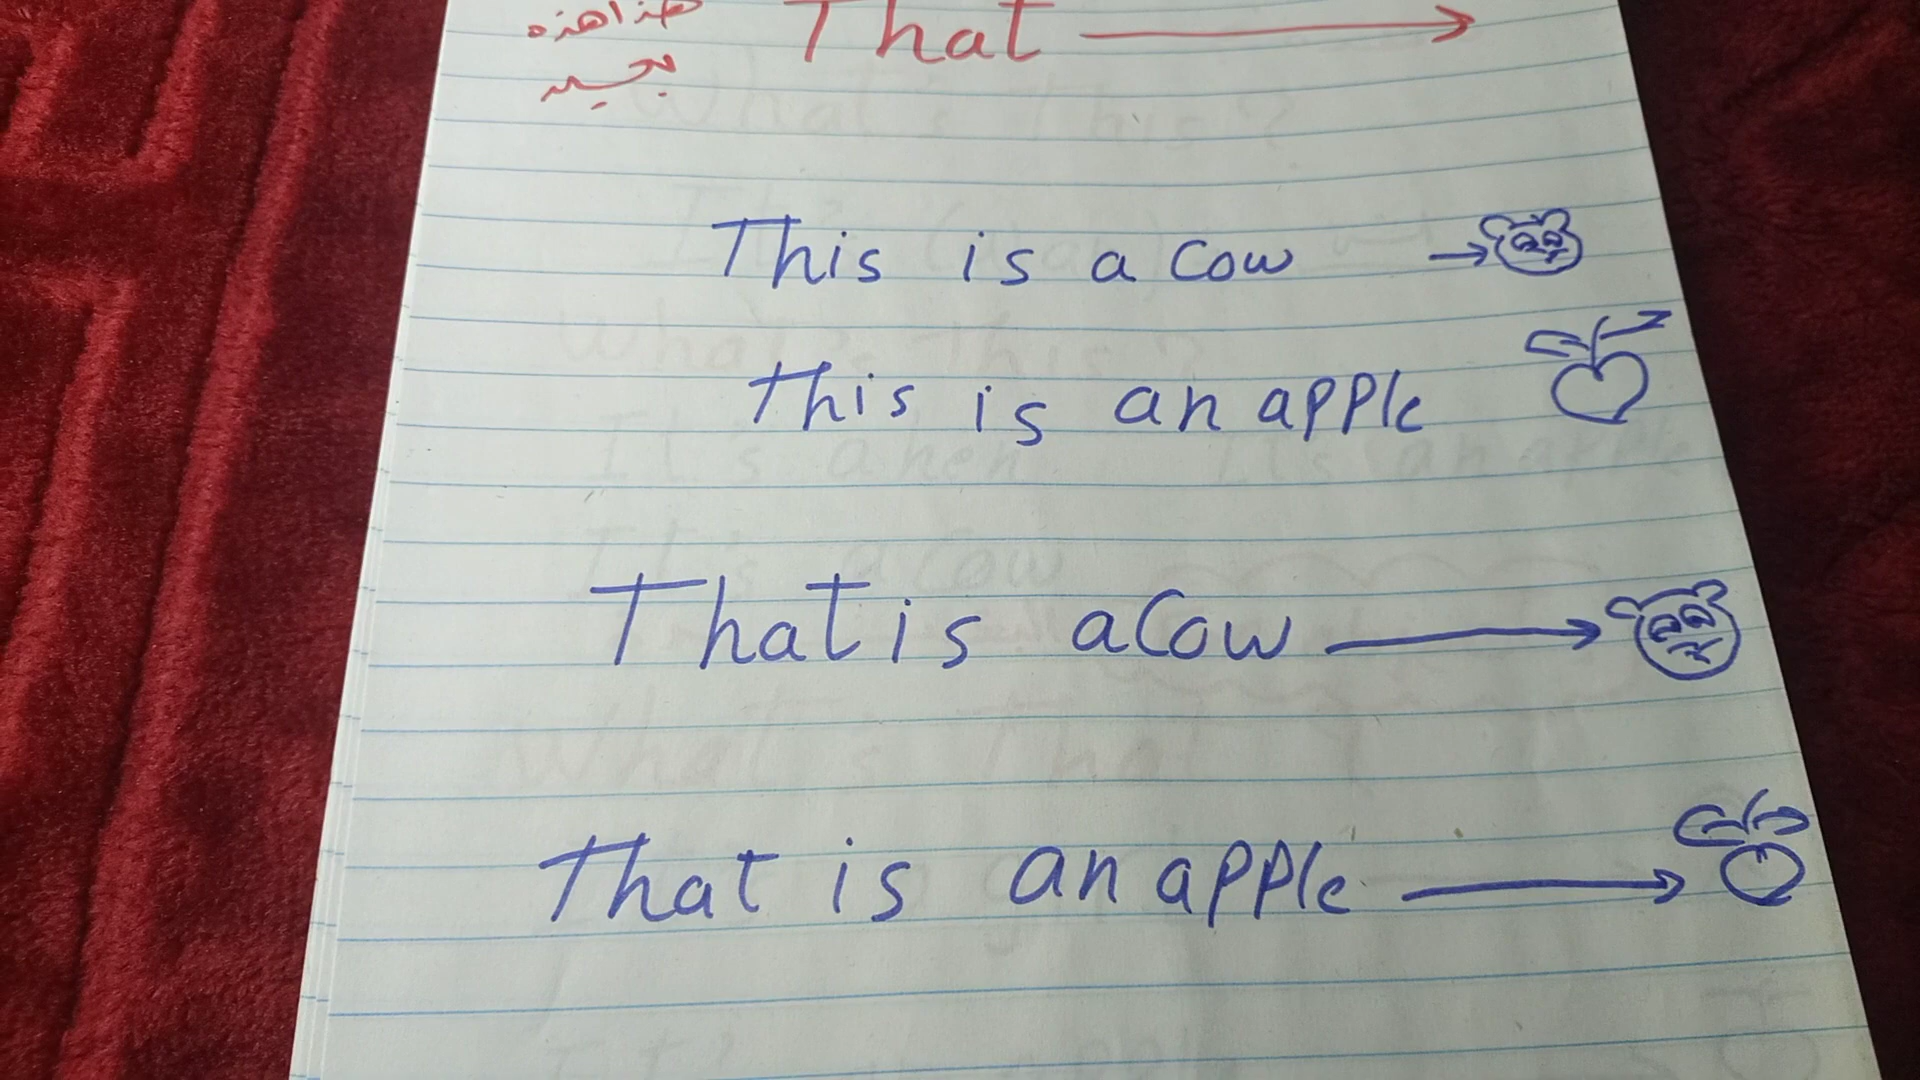 هذا هذه That
بعيد
This is a cow
This is an apple
That is a Cow
That is an apple